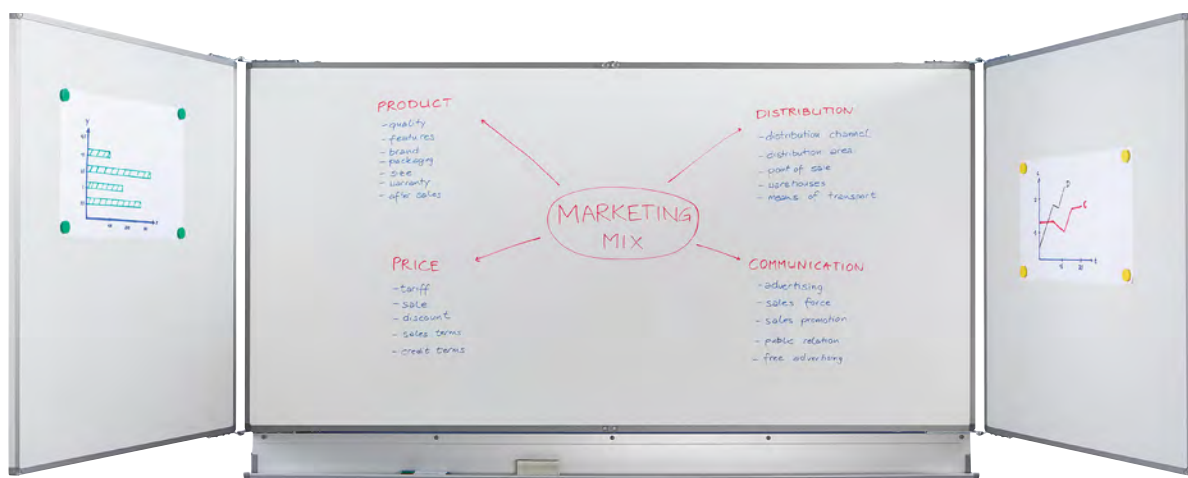 PRODUCT
- quality
- features
- brand
- packaging
- size
- warranty
- after sales
DISTRIBUTION
- distribution channel
- distribution area
- point of sale
- warehouses
- means of transport
MARKETING
MIX
PRICE
- tariff
- sale
- discount
- sales terms
- credit terms
COMMUNICATION
- advertising
- sales force
- sales promotion
- public relation
- free advertising
y
D
C